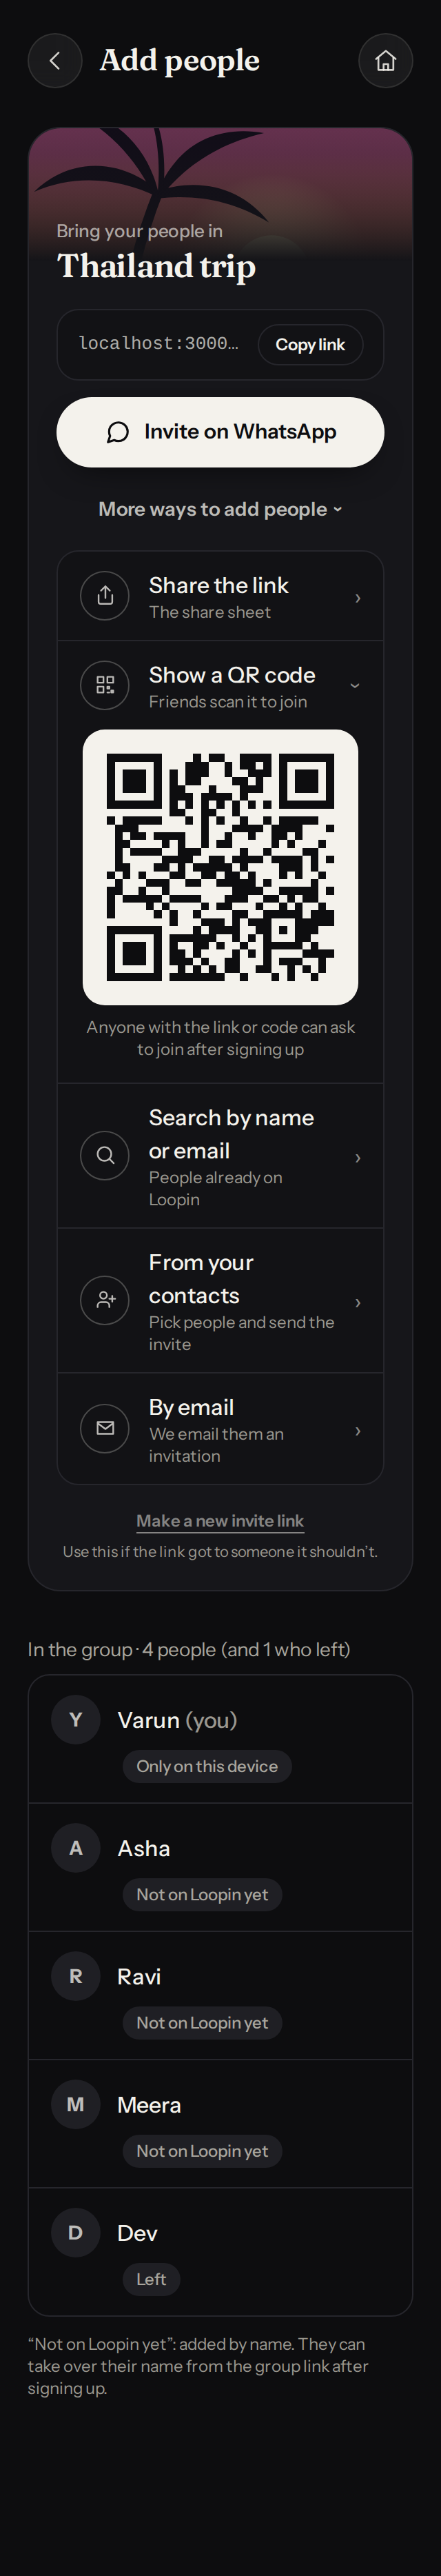 Add people
Bring your people in
Thailand trip
localhost:3000…
Copy link
Invite on WhatsApp
More ways to add people
Share the link
The share sheet
Show a QR code
Friends scan it to join
Anyone with the link or code can ask
to join after signing up
Search by name
or email
People already on
Loopin
From your
contacts
Pick people and send the
invite
By email
We email them an
invitation
Make a new invite link
Use this if the link got to someone it shouldn’t.
In the group · 4 people (and 1 who left)
Y
Varun (you)
Only on this device
A
Asha
Not on Loopin yet
R
Ravi
Not on Loopin yet
M
Meera
Not on Loopin yet
D
Dev
Left
“Not on Loopin yet”: added by name. They can
take over their name from the group link after
signing up.